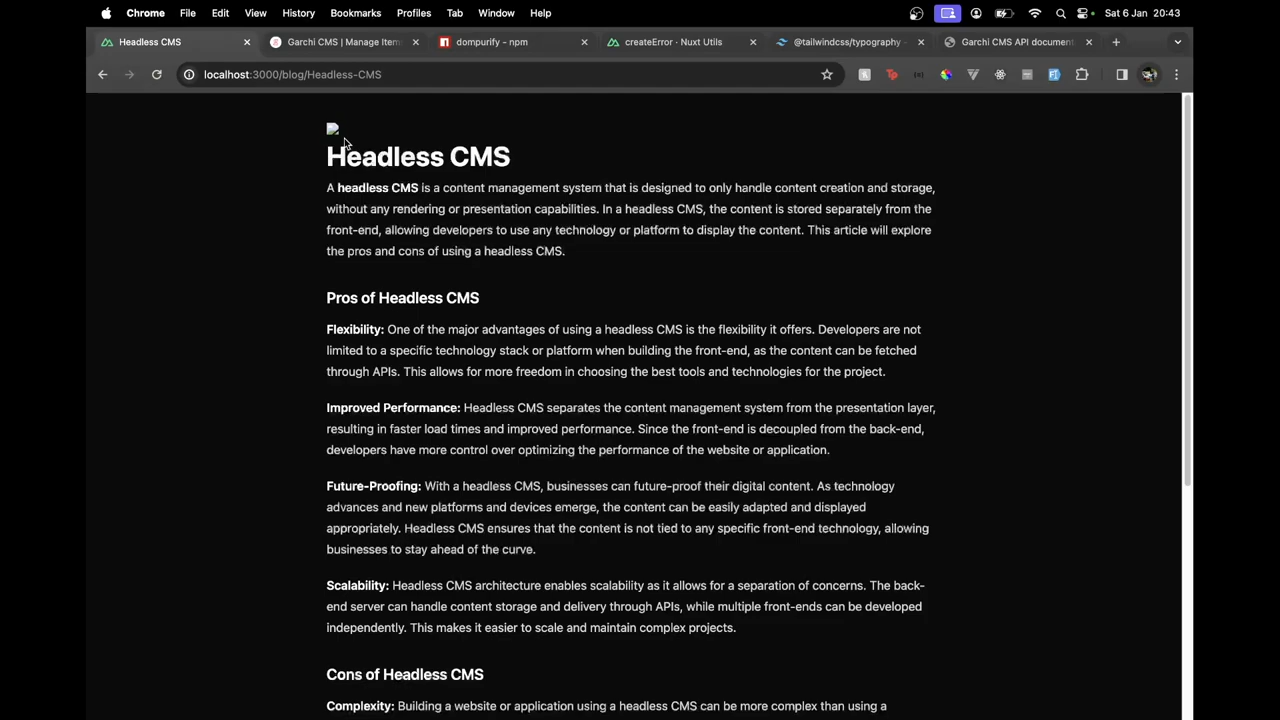 Chrome File Edit View History Bookmarks Profiles Tab Window Help Sat 6 Jan 20:43
Headless CMS Garchi CMS | Manage Item dompurify - npm createError · Nuxt Utils @tailwindcss/typography - Garchi CMS API document
localhost:3000/blog/Headless-CMS
Headless CMS
A headless CMS is a content management system that is designed to only handle content creation and storage,
without any rendering or presentation capabilities. In a headless CMS, the content is stored separately from the
front-end, allowing developers to use any technology or platform to display the content. This article will explore
the pros and cons of using a headless CMS.
Pros of Headless CMS
Flexibility: One of the major advantages of using a headless CMS is the flexibility it offers. Developers are not
limited to a specific technology stack or platform when building the front-end, as the content can be fetched
through APIs. This allows for more freedom in choosing the best tools and technologies for the project.
Improved Performance: Headless CMS separates the content management system from the presentation layer,
resulting in faster load times and improved performance. Since the front-end is decoupled from the back-end,
developers have more control over optimizing the performance of the website or application.
Future-Proofing: With a headless CMS, businesses can future-proof their digital content. As technology
advances and new platforms and devices emerge, the content can be easily adapted and displayed
appropriately. Headless CMS ensures that the content is not tied to any specific front-end technology, allowing
businesses to stay ahead of the curve.
Scalability: Headless CMS architecture enables scalability as it allows for a separation of concerns. The back-
end server can handle content storage and delivery through APIs, while multiple front-ends can be developed
independently. This makes it easier to scale and maintain complex projects.
Cons of Headless CMS
Complexity: Building a website or application using a headless CMS can be more complex than using a